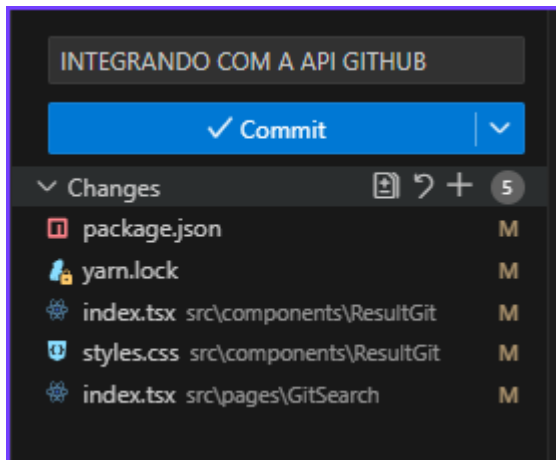 INTEGRANDO COM A API GITHUB
Commit
Changes 5
package.json M
yarn.lock M
index.tsx src\components\ResultGit M
styles.css src\components\ResultGit M
index.tsx src\pages\GitSearch M